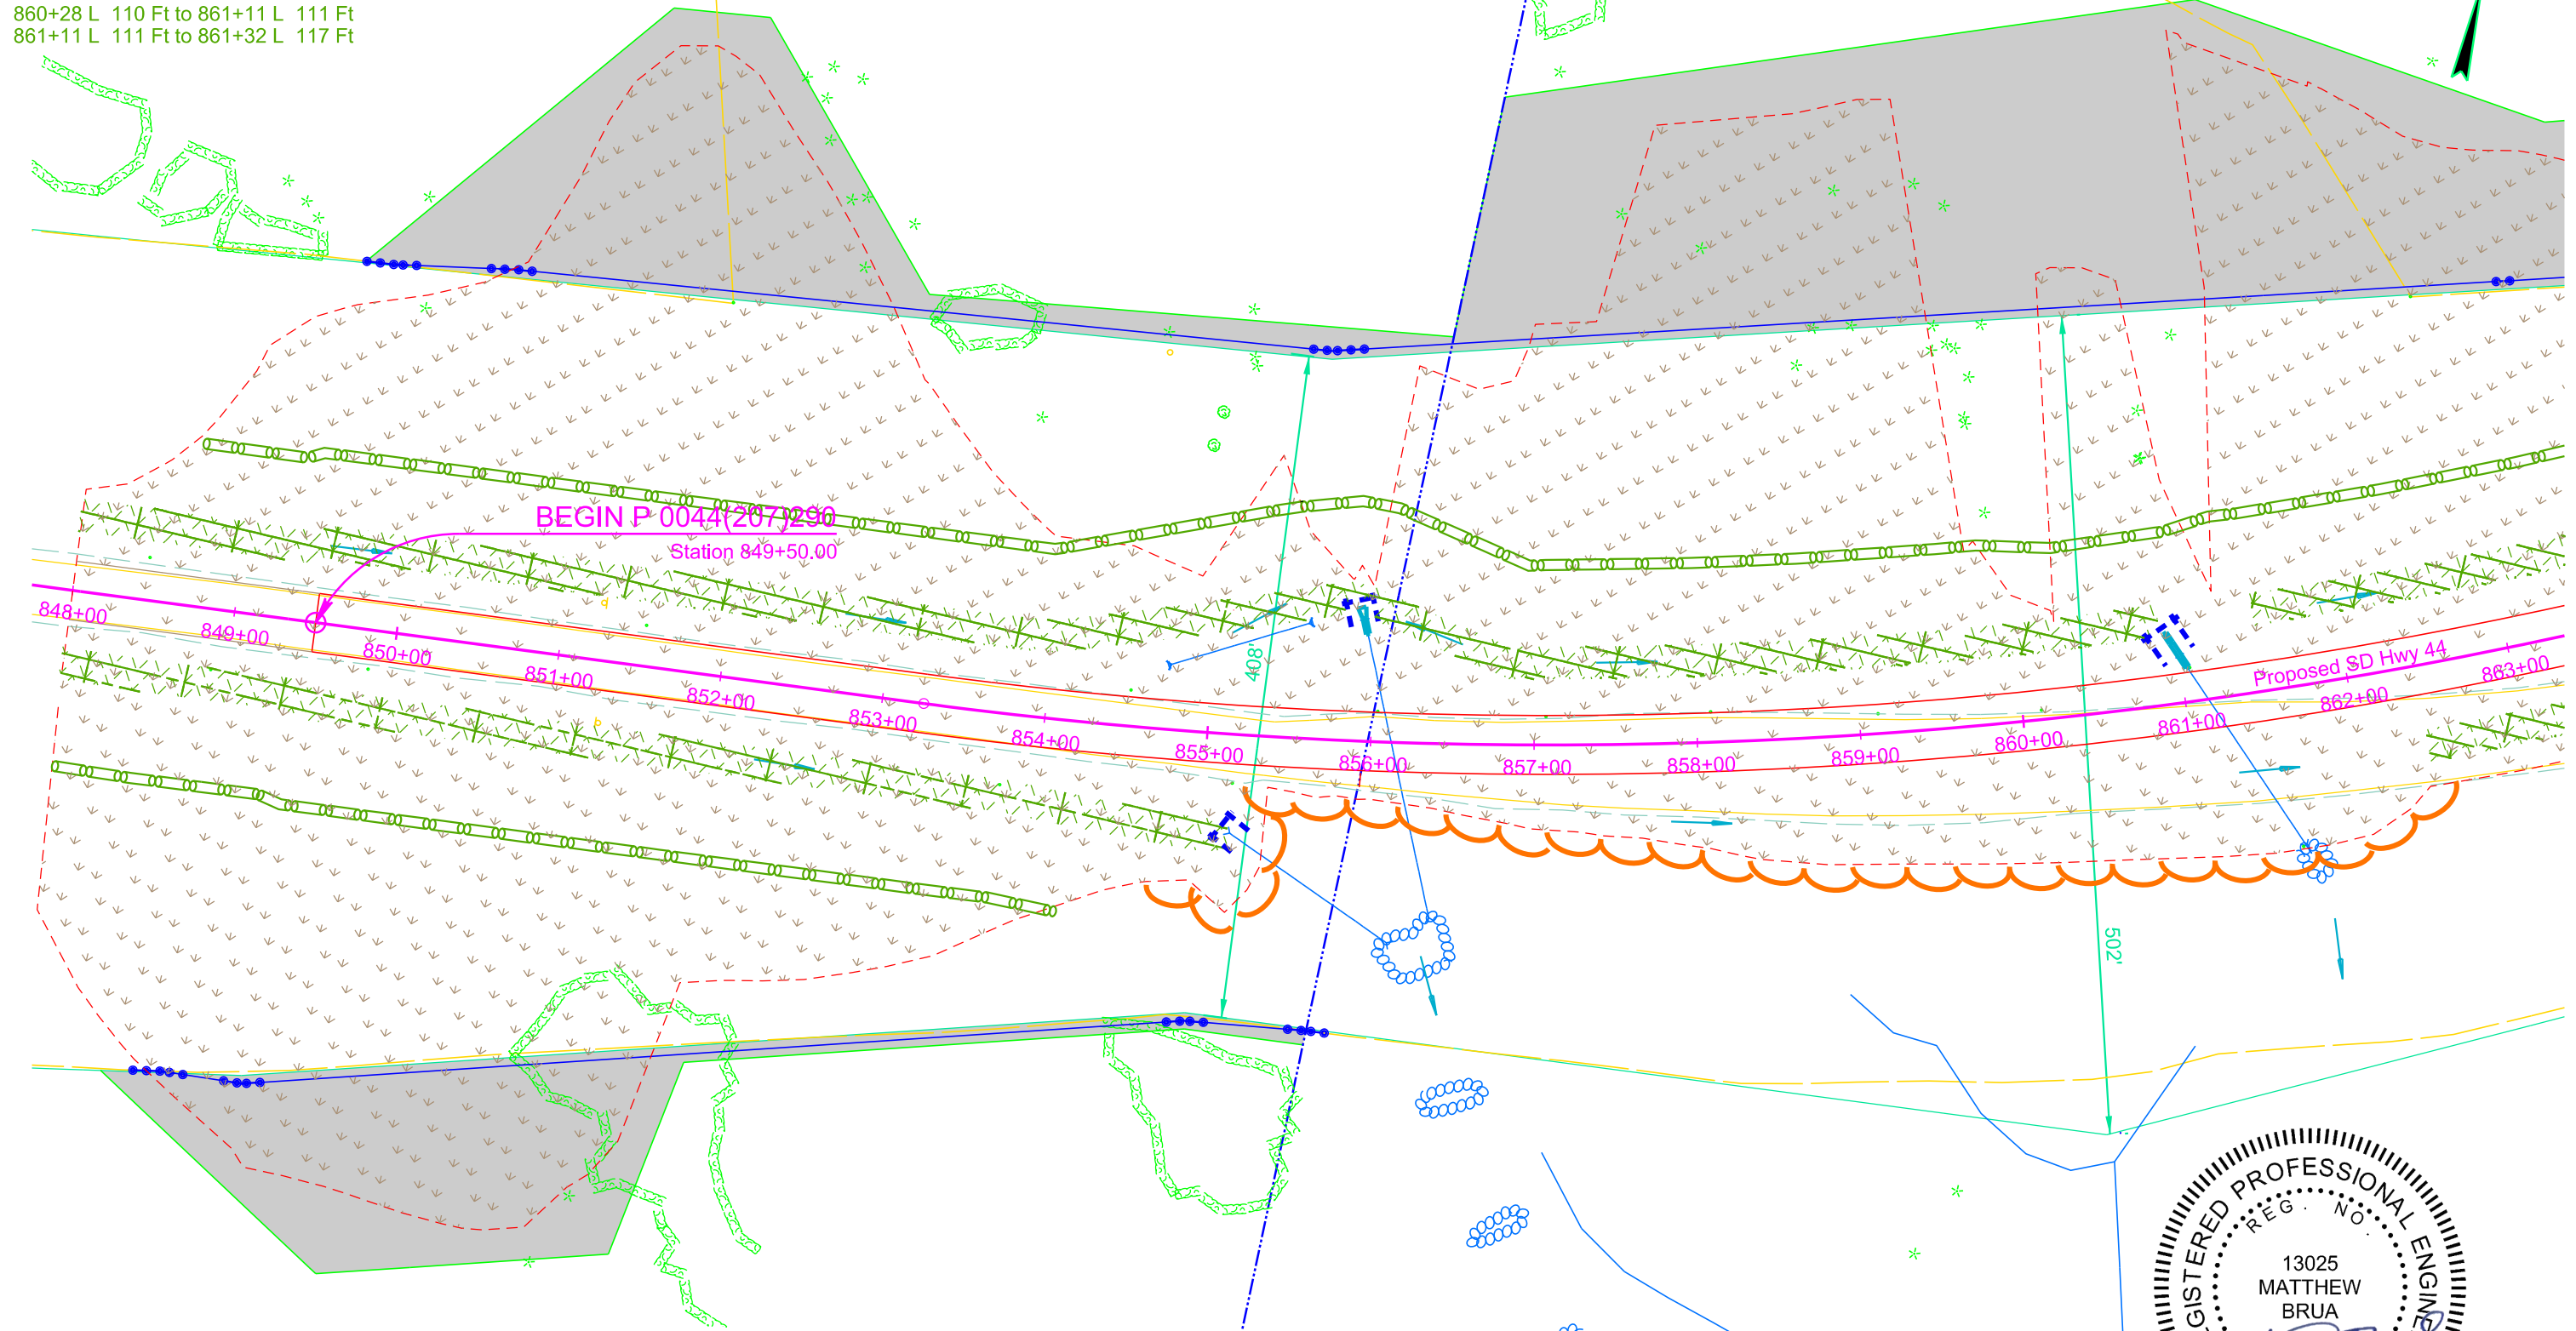 860+28 L 110 Ft to 861+11 L 111 Ft
861+11 L 111 Ft to 861+32 L 117 Ft
BEGIN P 0044(207)290
Station 849+50.00
848+00
849+00
850+00
851+00
852+00
853+00
854+00
855+00
856+00
857+00
858+00
859+00
860+00
861+00
862+00
863+00
Proposed SD Hwy 44
408'
502'
REGISTERED PROFESSIONAL ENGINE
REG. NO.
13025
MATTHEW
BRUA